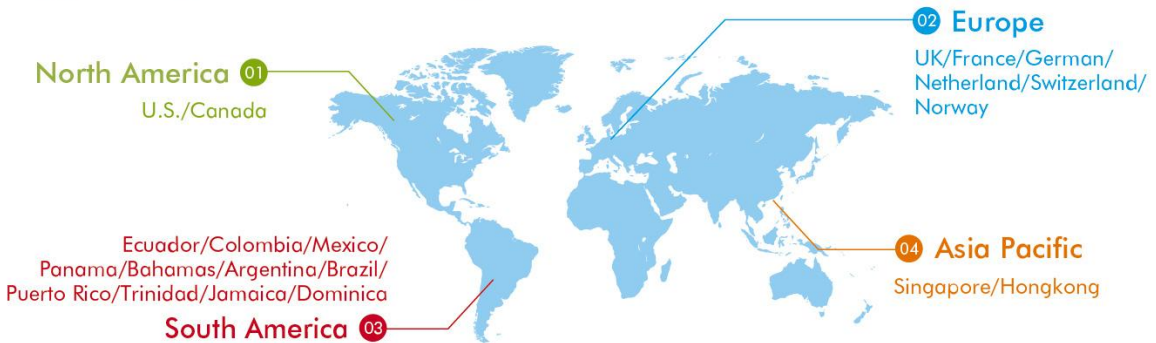 North America 01
U.S./Canada
02 Europe
UK/France/German/
Netherland/Switzerland/
Norway
Ecuador/Colombia/Mexico/
Panama/Bahamas/Argentina/Brazil/
Puerto Rico/Trinidad/Jamaica/Dominica
South America 03
04 Asia Pacific
Singapore/Hongkong